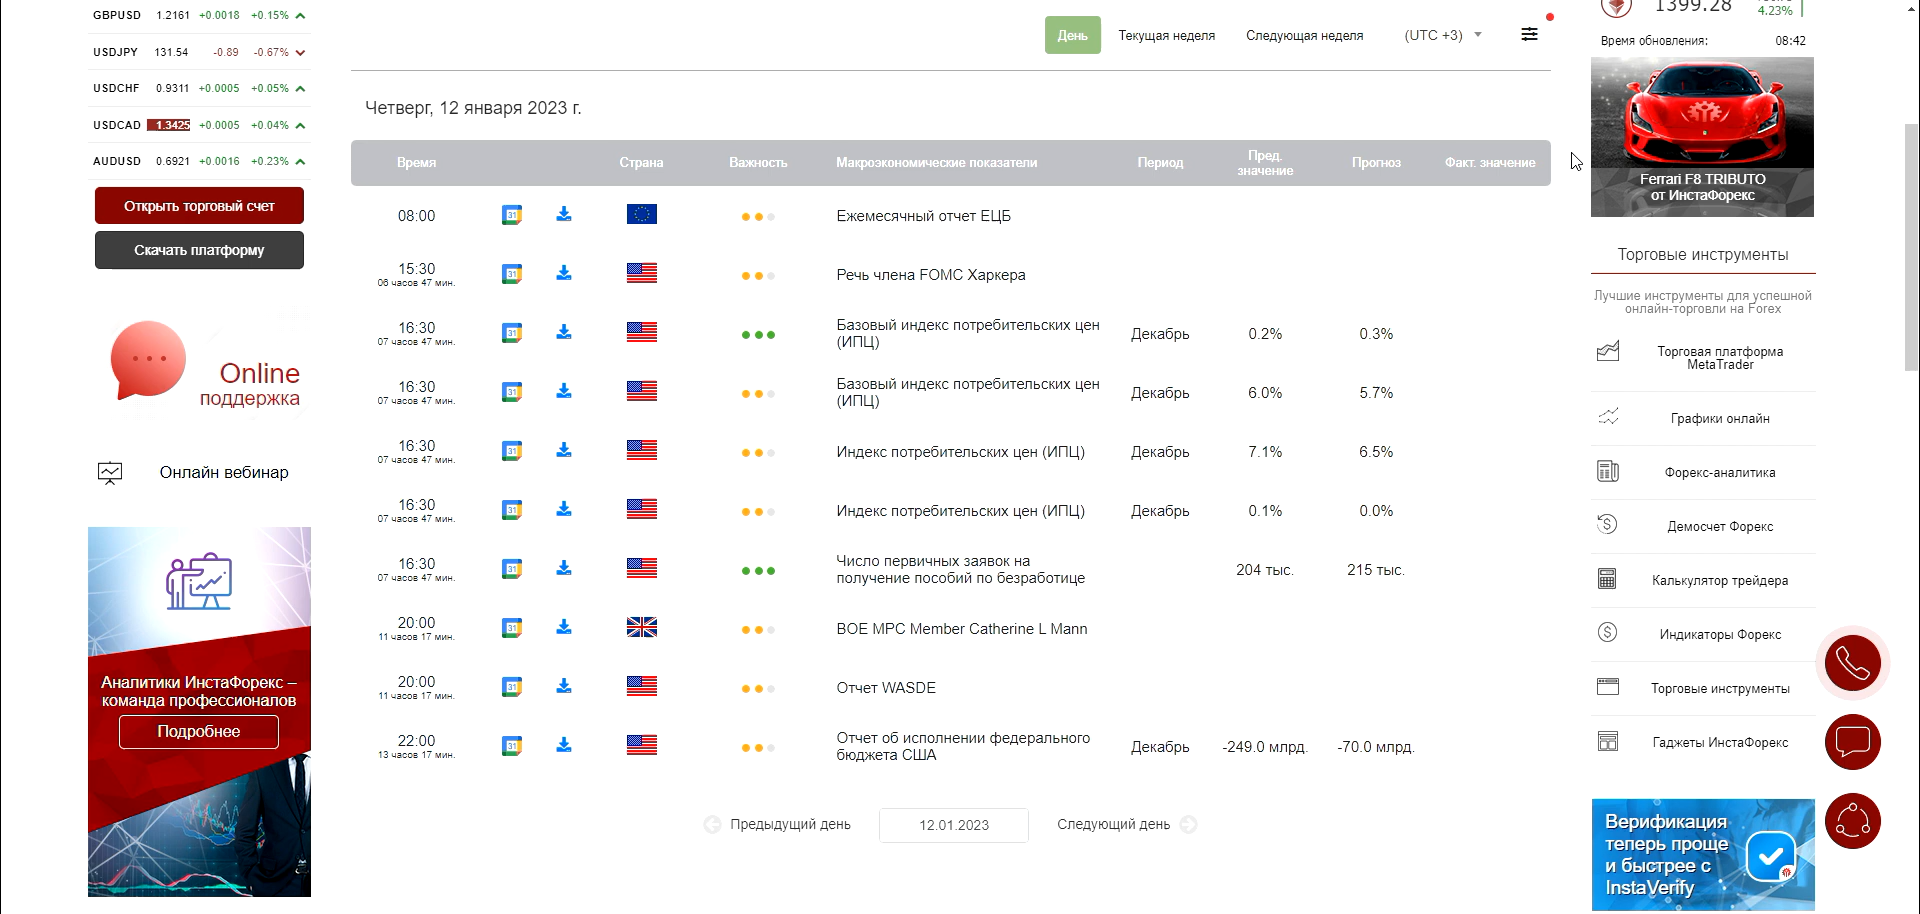 GBPUSD 1.2161 +0.0018 +0.15%
USDJPY 131.54 -0.89 -0.67%
USDCHF 0.9311 +0.0005 +0.05%
USDCAD 1.3425 +0.0005 +0.04%
AUDUSD 0.6921 +0.0016 +0.23%
Открыть торговый счет
Скачать платформу
Online
поддержка
Онлайн вебинар
Аналитики ИнстаФорекс –
команда профессионалов
Подробнее
День Текущая неделя Следующая неделя (UTC +3)
Четверг, 12 января 2023 г.
Время Страна Важность Макроэкономические показатели Период Пред. значение Прогноз Факт. значение
08:00 31 Ежемесячный отчет ЕЦБ
15:30 31 Речь члена FOMC Харкера
06 часов 47 мин.
16:30 31 Базовый индекс потребительских цен Декабрь 0.2% 0.3%
07 часов 47 мин. (ИПЦ)
16:30 31 Базовый индекс потребительских цен Декабрь 6.0% 5.7%
07 часов 47 мин. (ИПЦ)
16:30 31 Индекс потребительских цен (ИПЦ) Декабрь 7.1% 6.5%
07 часов 47 мин.
16:30 31 Индекс потребительских цен (ИПЦ) Декабрь 0.1% 0.0%
07 часов 47 мин.
16:30 31 Число первичных заявок на 204 тыс. 215 тыс.
07 часов 47 мин. получение пособий по безработице
20:00 31 BOE MPC Member Catherine L Mann
11 часов 17 мин.
20:00 31 Отчет WASDE
11 часов 17 мин.
22:00 31 Отчет об исполнении федерального Декабрь -249.0 млрд. -70.0 млрд.
13 часов 17 мин. бюджета США
Предыдущий день 12.01.2023 Следующий день
1399.28
4.23%
Время обновления: 08:42
Ferrari F8 TRIBUTO
от ИнстаФорекс
Торговые инструменты
Лучшие инструменты для успешной
онлайн-торговли на Forex
Торговая платформа
MetaTrader
Графики онлайн
Форекс-аналитика
Демосчет Форекс
Калькулятор трейдера
Индикаторы Форекс
Торговые инструменты
Гаджеты ИнстаФорекс
Верификация
теперь проще
и быстрее с
InstaVerify